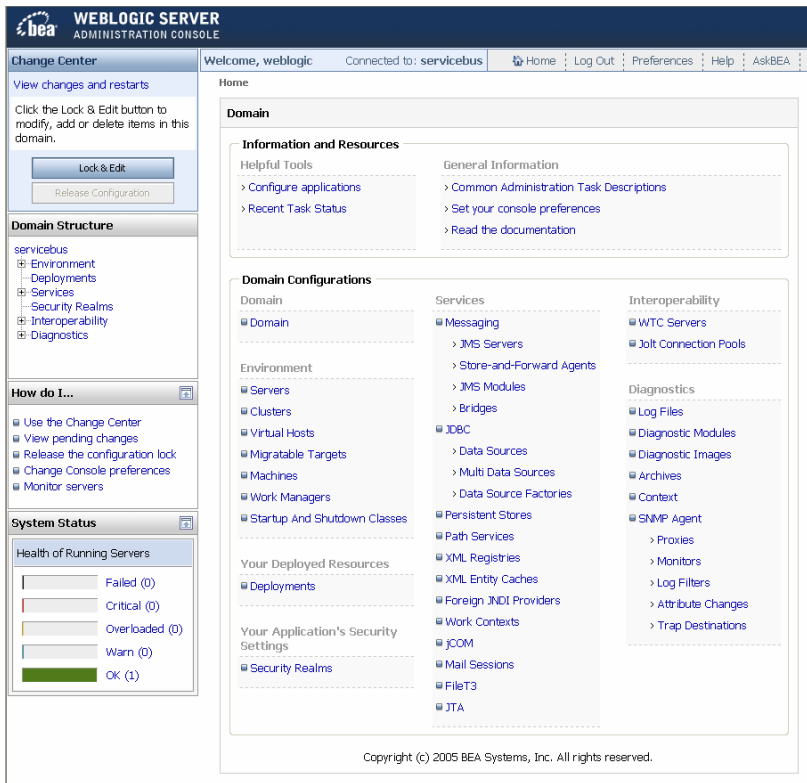 bea
WEBLOGIC SERVER
ADMINISTRATION CONSOLE
Change Center
View changes and restarts
Click the Lock & Edit button to
modify, add or delete items in this
domain.
Lock & Edit
Release Configuration
Domain Structure
servicebus
Environment
Deployments
Services
Security Realms
Interoperability
Diagnostics
How do I...
Use the Change Center
View pending changes
Release the configuration lock
Change Console preferences
Monitor servers
System Status
Health of Running Servers
Failed (0)
Critical (0)
Overloaded (0)
Warn (0)
OK (1)
Welcome, weblogic Connected to: servicebus Home Log Out Preferences Help AskBEA
Home
Domain
Information and Resources
Helpful Tools
› Configure applications
› Recent Task Status
General Information
› Common Administration Task Descriptions
› Set your console preferences
› Read the documentation
Domain Configurations
Domain
Domain
Environment
Servers
Clusters
Virtual Hosts
Migratable Targets
Machines
Work Managers
Startup And Shutdown Classes
Your Deployed Resources
Deployments
Your Application's Security
Settings
Security Realms
Services
Messaging
› JMS Servers
› Store-and-Forward Agents
› JMS Modules
› Bridges
JDBC
› Data Sources
› Multi Data Sources
› Data Source Factories
Persistent Stores
Path Services
XML Registries
XML Entity Caches
Foreign JNDI Providers
Work Contexts
jCOM
Mail Sessions
FileT3
JTA
Interoperability
WTC Servers
Jolt Connection Pools
Diagnostics
Log Files
Diagnostic Modules
Diagnostic Images
Archives
Context
SNMP Agent
› Proxies
› Monitors
› Log Filters
› Attribute Changes
› Trap Destinations
Copyright (c) 2005 BEA Systems, Inc. All rights reserved.